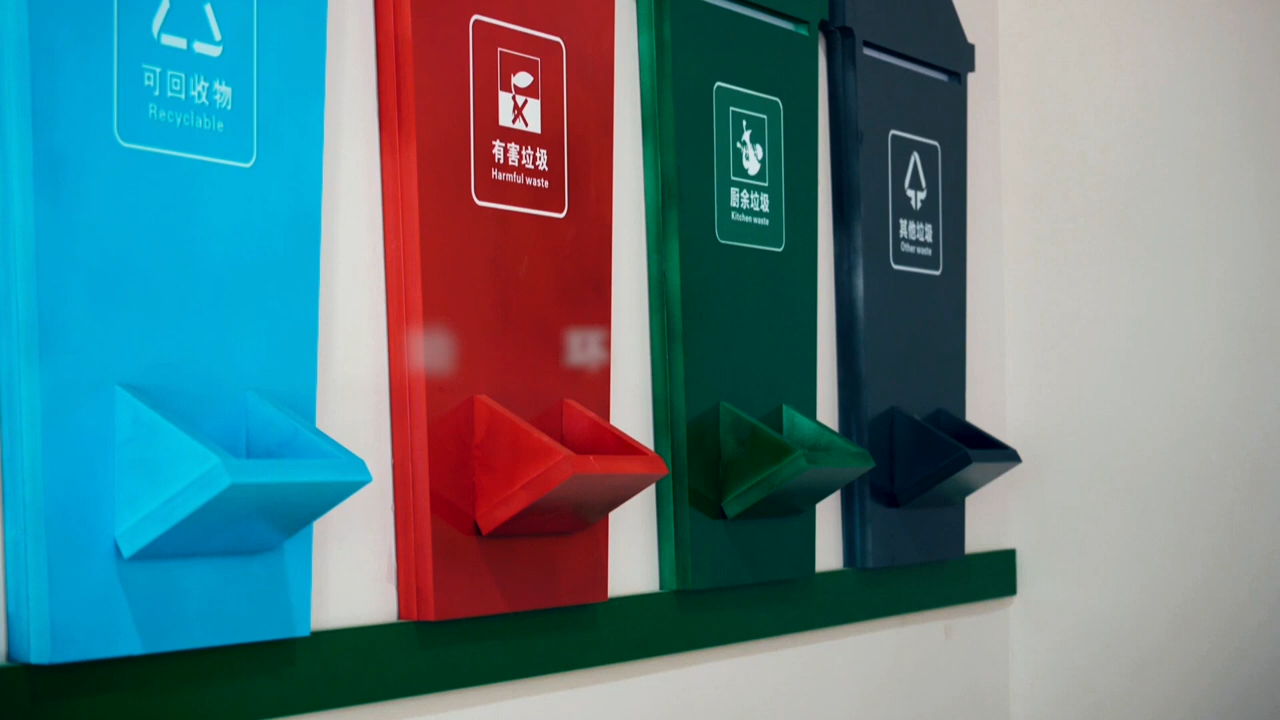 可回收物
Recyclable
有害垃圾
Harmful waste
厨余垃圾
Kitchen waste
其他垃圾
Other waste